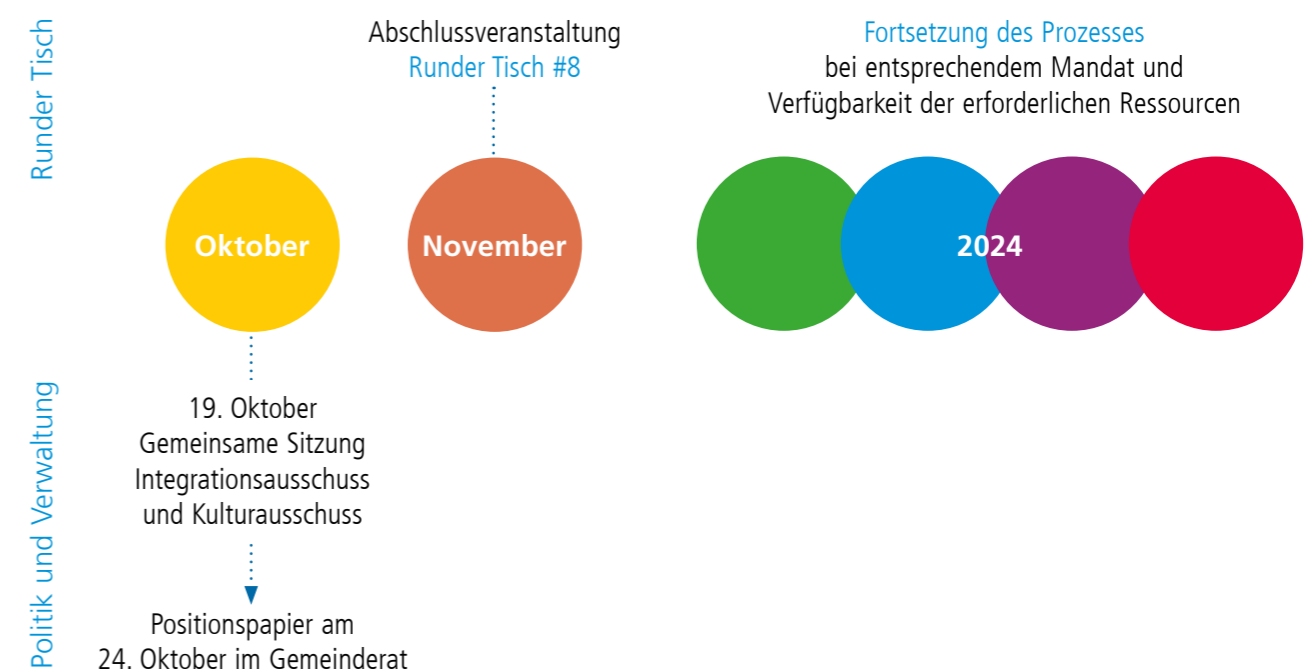 Runder Tisch
Abschlussveranstaltung
Runder Tisch #8
Fortsetzung des Prozesses
bei entsprechendem Mandat und
Verfügbarkeit der erforderlichen Ressourcen
Oktober
November
2024
Politik und Verwaltung
19. Oktober
Gemeinsame Sitzung
Integrationsausschuss
und Kulturausschuss
Positionspapier am
24. Oktober im Gemeinderat